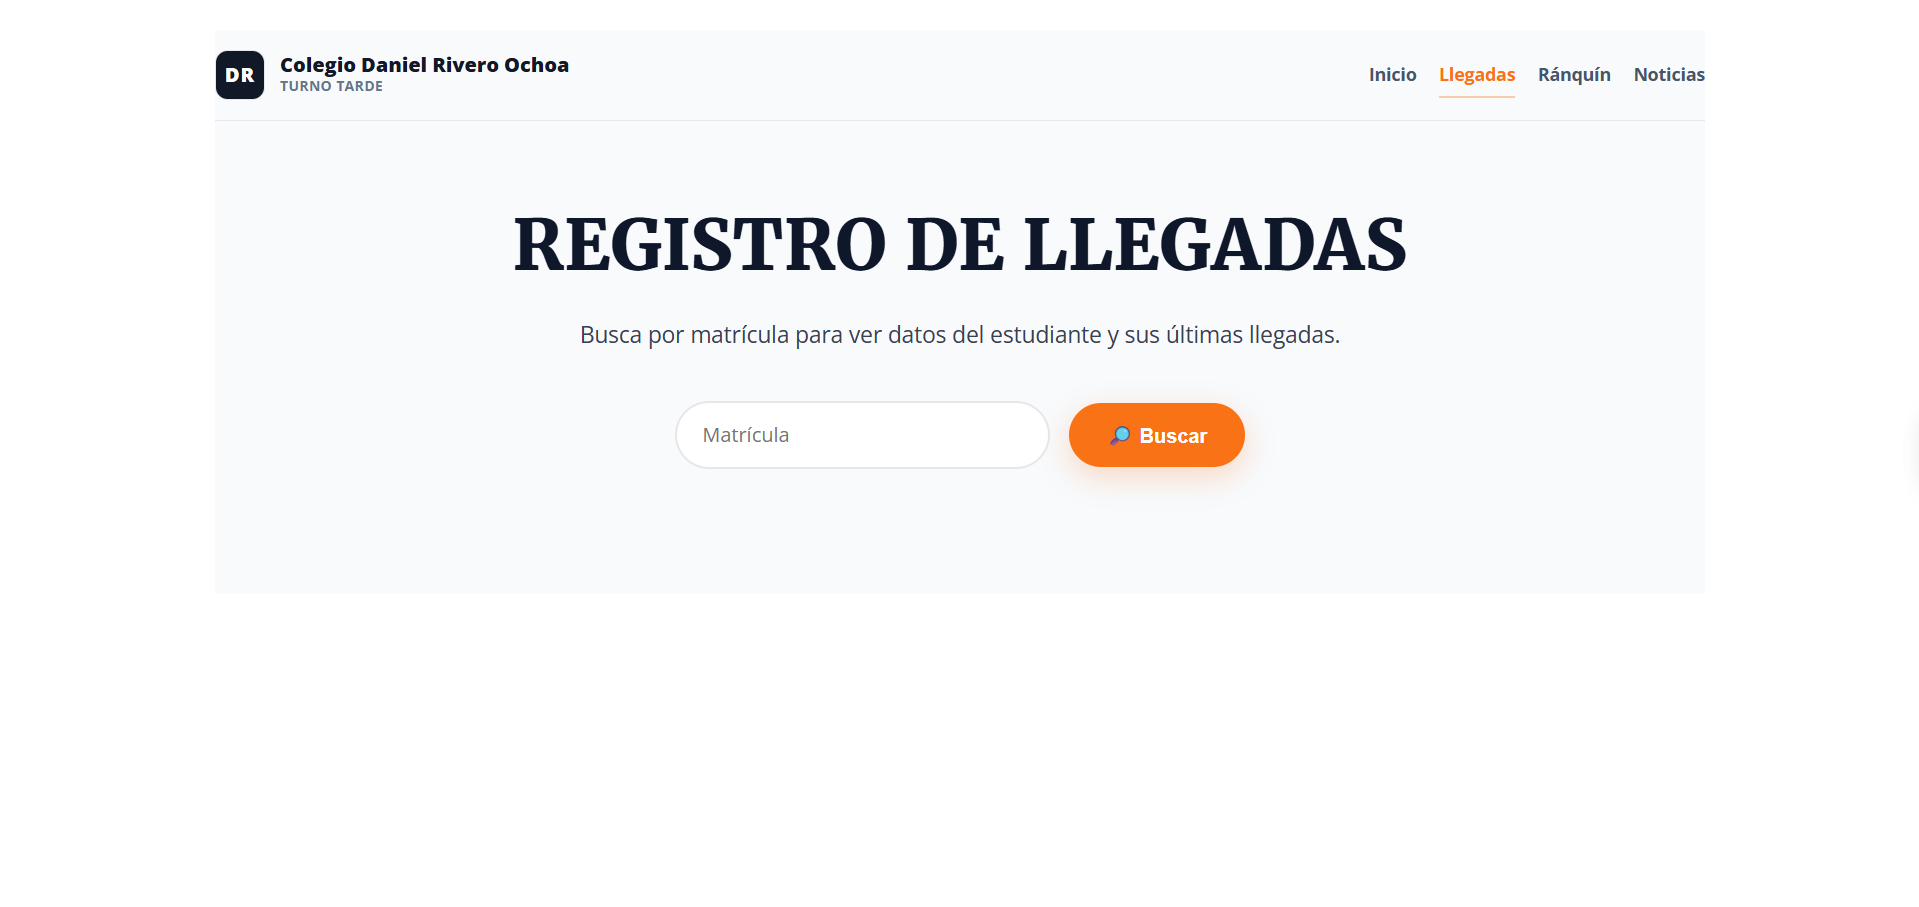 DR
Colegio Daniel Rivero Ochoa
TURNO TARDE
Inicio Llegadas Ránquín Noticias
REGISTRO DE LLEGADAS
Busca por matrícula para ver datos del estudiante y sus últimas llegadas.
Matrícula
Buscar